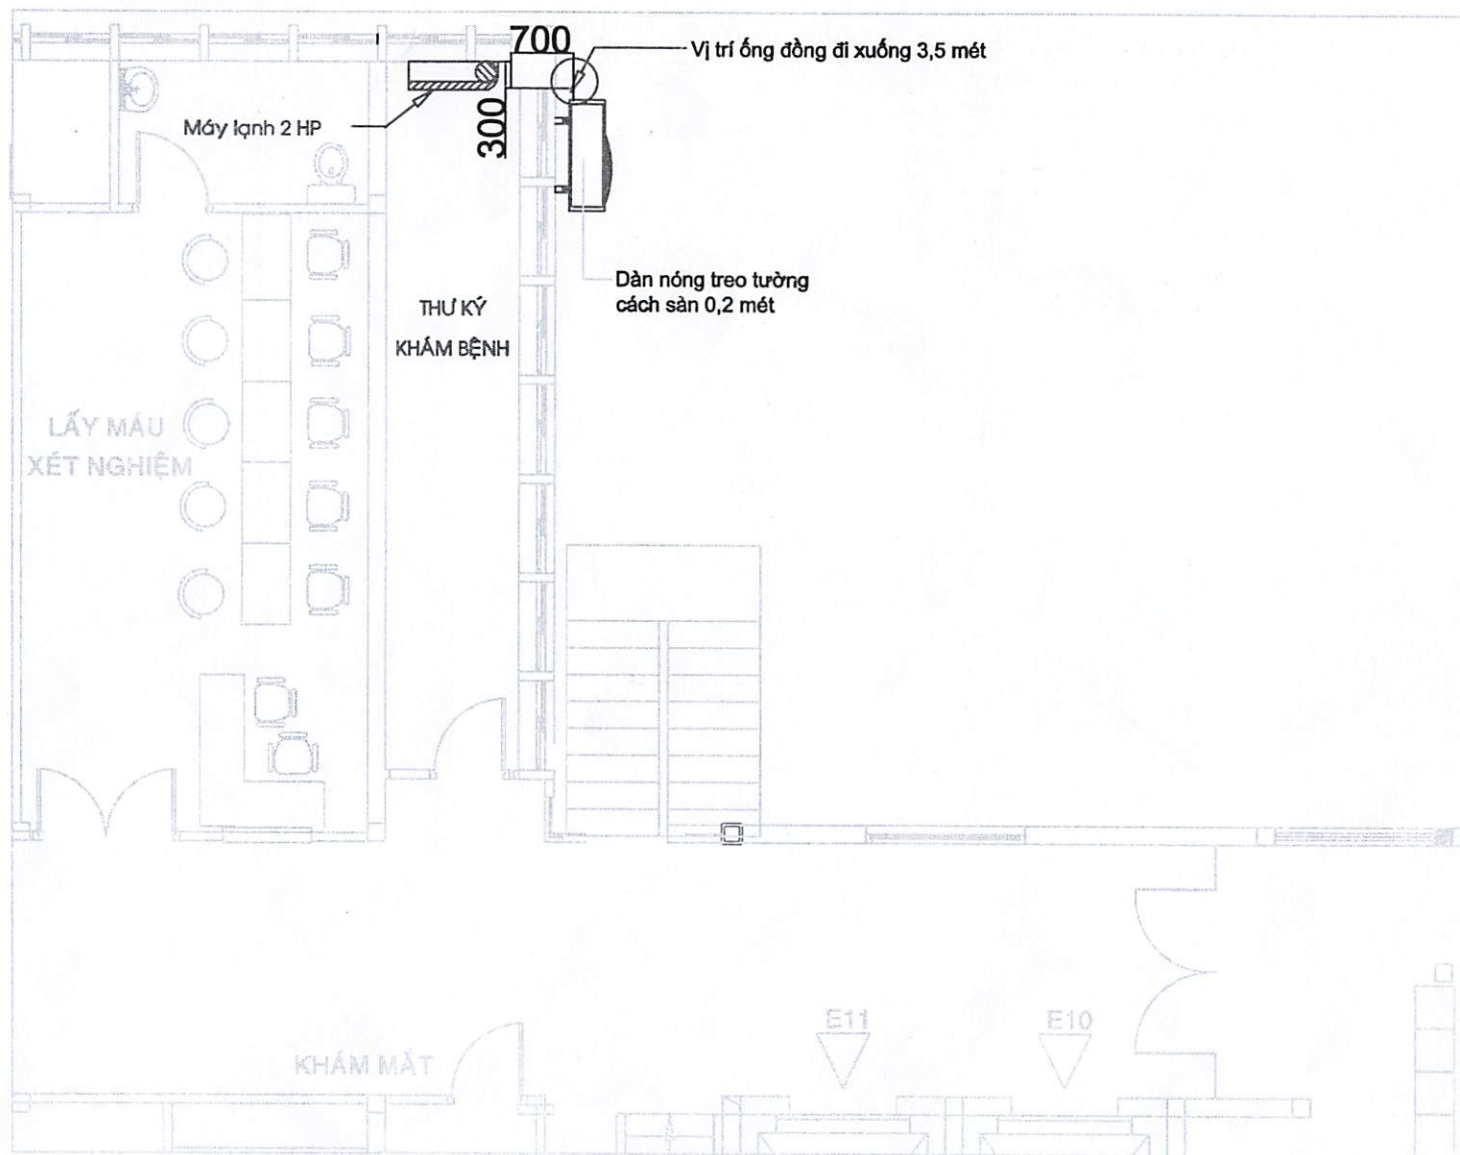 700
Vị trí ống đồng đi xuống 3,5 mét
Máy lạnh 2 HP
300
Dàn nóng treo tường
cách sàn 0,2 mét
THƯ KÝ
KHÁM BỆNH
LẤY MÁU
XÉT NGHIỆM
E11
E10
KHÁM MẮT